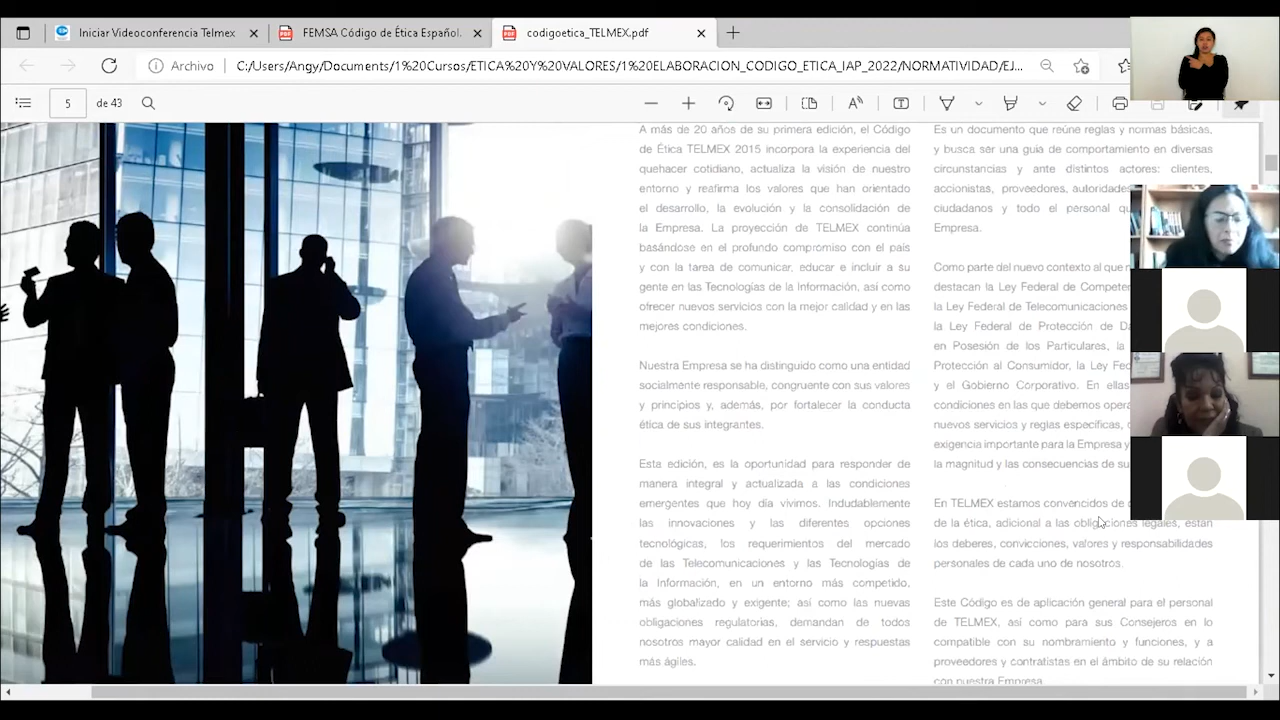 Iniciar Videoconferencia Telmex
FEMSA Código de Ética Español.
codigoetica_TELMEX.pdf
Archivo
C:/Users/Angy/Documents/1%20Cursos/ETICA%20Y%20VALORES/1%20ELABORACION_CODIGO_ETICA_IAP_2022/NORMATIVIDAD/EJ...
5
de 43
A más de 20 años de su primera edición, el Código
de Ética TELMEX 2015 incorpora la experiencia del
quehacer cotidiano, actualiza la visión de nuestro
entorno y reafirma los valores que han orientado
el desarrollo, la evolución y la consolidación de
la Empresa. La proyección de TELMEX continúa
basándose en el profundo compromiso con el país
y con la tarea de comunicar, educar e incluir a su
gente en las Tecnologías de la Información, así como
ofrecer nuevos servicios con la mejor calidad y en las
mejores condiciones.
Nuestra Empresa se ha distinguido como una entidad
socialmente responsable, congruente con sus valores
y principios y, además, por fortalecer la conducta
ética de sus integrantes.
Esta edición, es la oportunidad para responder de
manera integral y actualizada a las condiciones
emergentes que hoy día vivimos. Indudablemente
las innovaciones y las diferentes opciones
tecnológicas, los requerimientos del mercado
de las Telecomunicaciones y las Tecnologías de
la Información, en un entorno más competido,
más globalizado y exigente; así como las nuevas
obligaciones regulatorias, demandan de todos
nosotros mayor calidad en el servicio y respuestas
más ágiles.
Es un documento que reúne reglas y normas básicas,
y busca ser una guía de comportamiento en diversas
circunstancias y ante distintos actores: clientes,
accionistas, proveedores, autoridades
ciudadanos y todo el personal qu
Empresa.
Como parte del nuevo contexto al que
destacan la Ley Federal de Competen
la Ley Federal de Telecomunicaciones
la Ley Federal de Protección de Da
en Posesión de los Particulares, la
Protección al Consumidor, la Ley Fed
y el Gobierno Corporativo. En ellas
condiciones en las que debemos opera
nuevos servicios y reglas específicas,
exigencia importante para la Empresa y
la magnitud y las consecuencias de su
En TELMEX estamos convencidos de
de la ética, adicional a las obligaciones legales, están
los deberes, convicciones, valores y responsabilidades
personales de cada uno de nosotros.
Este Código es de aplicación general para el personal
de TELMEX, así como para sus Consejeros en lo
compatible con su nombramiento y funciones, y a
proveedores y contratistas en el ámbito de su relación
con nuestra Empresa.